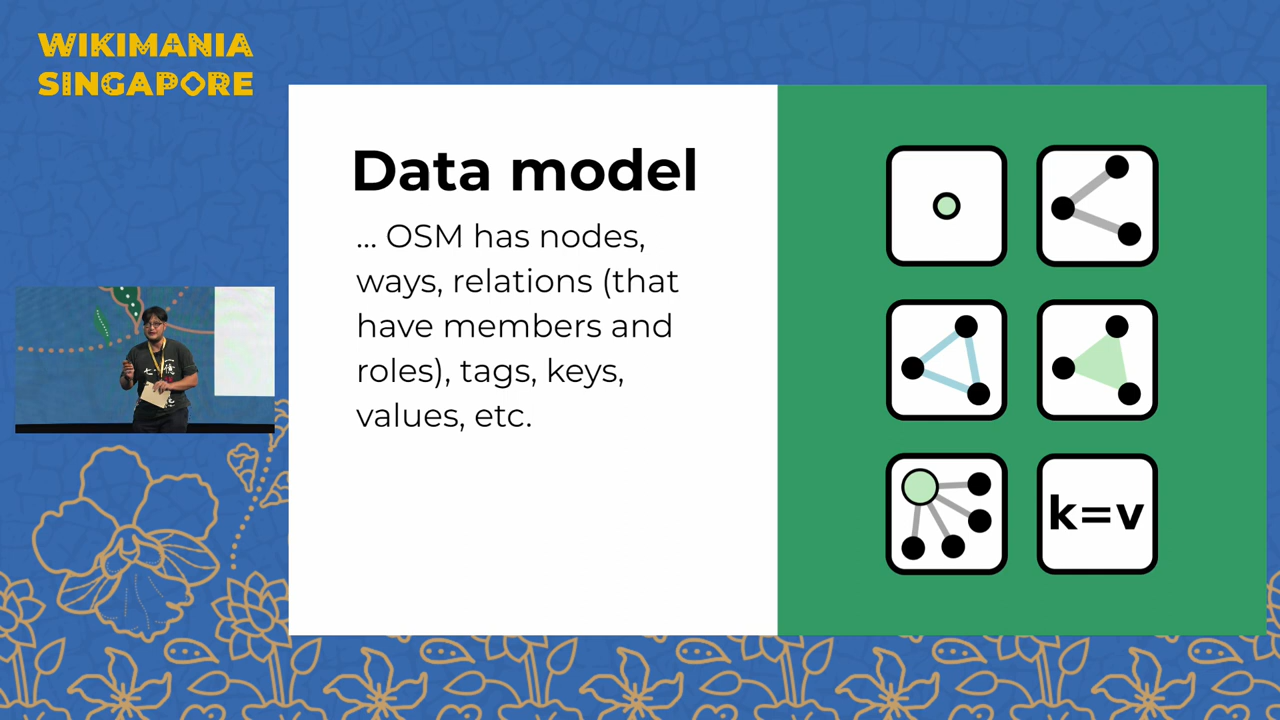 WIKIMANIA
SINGAPORE
Data model
... OSM has nodes,
ways, relations (that
have members and
roles), tags, keys,
values, etc.
k=v